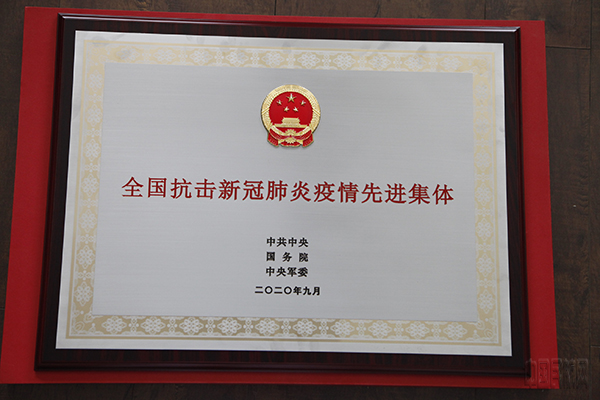 全国抗击新冠肺炎疫情先进集体
中共中央
国务院
中央军委
二〇二〇年九月